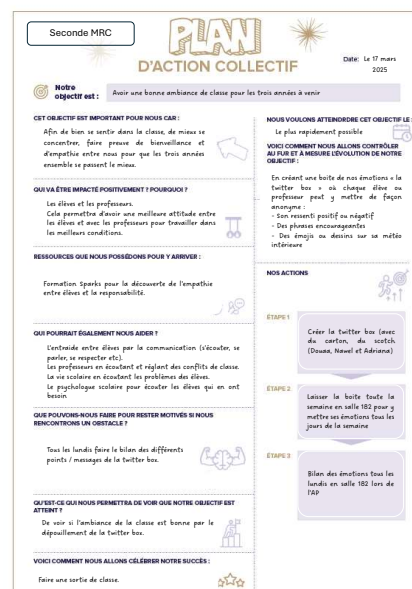 Seconde MRC
PLAN
D'ACTION COLLECTIF
Date: Le 17 mars
2025
Notre
objectif est :
Avoir une bonne ambiance de classe pour les trois années à venir
CET OBJECTIF EST IMPORTANT POUR NOUS CAR :
Afin de bien se sentir dans la classe, de mieux se
concentrer, faire preuve de bienveillance et
d'empathie entre nous pour que les trois années
ensemble se passent le mieux.
QUI VA ÊTRE IMPACTÉ POSITIVEMENT ? POURQUOI ?
Les élèves et les professeurs.
Cela permettra d'avoir une meilleure attitude entre
les élèves et avec les professeurs pour travailler dans
les meilleurs conditions.
RESSOURCES QUE NOUS POSSÉDONS POUR Y ARRIVER :
Formation Sparks pour la découverte de l'empathie
entre élèves et la responsabilité.
QUI POURRAIT ÉGALEMENT NOUS AIDER ?
L'entraide entre élèves par la communication (s'écouter, se
parler, se respecter etc).
Les professeurs en écoutant et réglant des conflits de classe.
La vie scolaire en écoutant les problèmes des élèves.
Le psychologue scolaire pour écouter les élèves qui en ont
besoin
QUE POUVONS-NOUS FAIRE POUR RESTER MOTIVÉS SI NOUS
RENCONTRONS UN OBSTACLE ?
Tous les lundis faire le bilan des différents
points / messages de la twitter box.
QU'EST-CE QUI NOUS PERMETTRA DE VOIR QUE NOTRE OBJECTIF EST
ATTEINT ?
De voir si l'ambiance de la classe est bonne par le
dépouillement de la twitter box.
VOICI COMMENT NOUS ALLONS CÉLÉBRER NOTRE SUCCÈS :
Faire une sortie de classe.
NOUS VOULONS ATTEINDRE CET OBJECTIF LE :
Le plus rapidement possible
VOICI COMMENT NOUS ALLONS CONTRÔLER
AU FUR ET À MESURE L'ÉVOLUTION DE NOTRE
OBJECTIF :
En créant une boite de nos émotions « la
twitter box » où chaque élève ou
professeur peut y mettre de façon
anonyme :
- Son ressenti positif ou négatif
- Des phrases encourageantes
- Des émojis ou dessins sur sa météo
intérieure
NOS ACTIONS
ÉTAPE 1
Créer la twitter box (avec
du carton, du scotch
(Douaa, Nawel et Adriana)
ÉTAPE 2
Laisser la boite toute la
semaine en salle 182 pour y
mettre ses émotions tous les
jours de la semaine
ÉTAPE 3
Bilan des émotions tous les
lundis en salle 182 lors de
l'AP